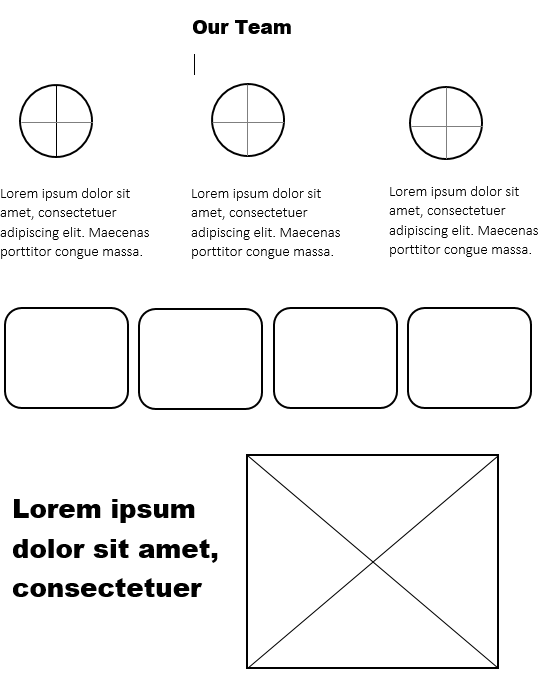 Our Team
Lorem ipsum dolor sit
amet, consectetuer
adipiscing elit. Maecenas
porttitor congue massa.
Lorem ipsum dolor sit
amet, consectetuer
adipiscing elit. Maecenas
porttitor congue massa.
Lorem ipsum dolor sit
amet, consectetuer
adipiscing elit. Maecenas
porttitor congue massa.
Lorem ipsum
dolor sit amet,
consectetuer